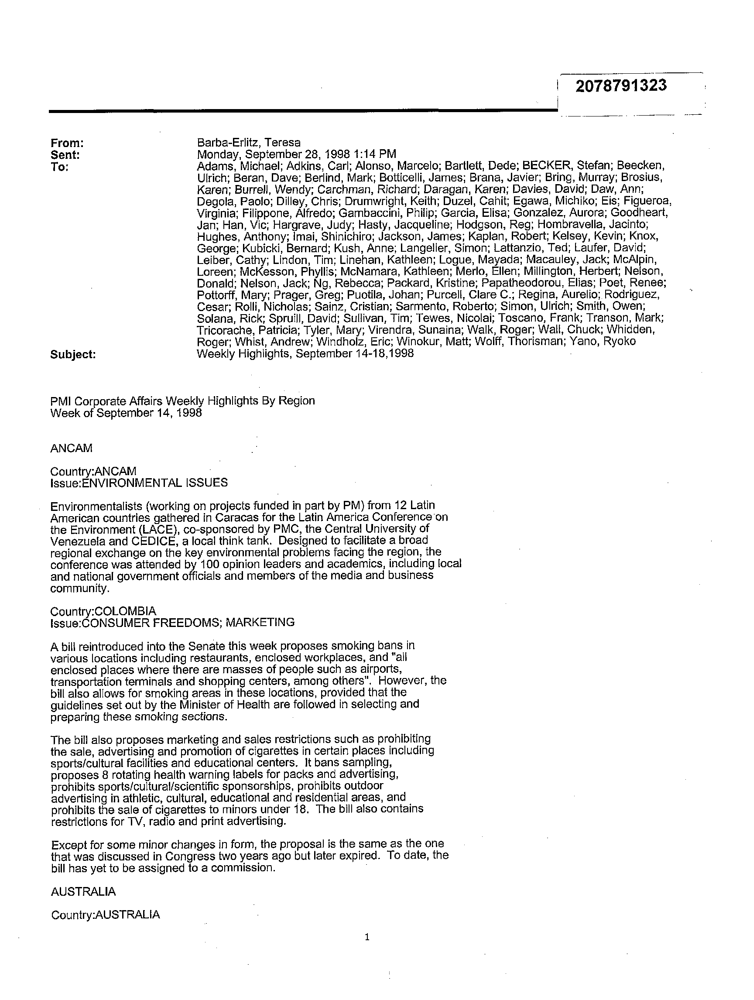 2078791323
From: Barba-Erlitz, Teresa
Sent: Monday, September 28, 1998 1:14 PM
To: Adams, Michael; Adkins, Carl; Alonso, Marcelo; Bartlett, Dede; BECKER, Stefan; Beecken,
Ulrich; Beran, Dave; Berlind, Mark; Botticelli, James; Brana, Javier; Bring, Murray; Brosius,
Karen; Burrell, Wendy; Carchman, Richard; Daragan, Karen; Davies, David; Daw, Ann;
Degola, Paolo; Dilley, Chris; Drumwright, Keith; Duzel, Cahit; Egawa, Michiko; Eis; Figueroa,
Virginia; Filippone, Alfredo; Gambaccini, Philip; Garcia, Elisa; Gonzalez, Aurora; Goodheart,
Jan; Han, Vic; Hargrave, Judy; Hasty, Jacqueline; Hodgson, Reg; Hombravella, Jacinto;
Hughes, Anthony; Imai, Shinichiro; Jackson, James; Kaplan, Robert; Kelsey, Kevin; Knox,
George; Kubicki, Bernard; Kush, Anne; Langelier, Simon; Lattanzio, Ted; Laufer, David;
Leiber, Cathy; Lindon, Tim; Linehan, Kathleen; Logue, Mayada; Macauley, Jack; McAlpin,
Loreen; McKesson, Phyllis; McNamara, Kathleen; Merlo, Ellen; Millington, Herbert; Nelson,
Donald; Nelson, Jack; Ng, Rebecca; Packard, Kristine; Papatheodorou, Elias; Poet, Renee;
Pottorff, Mary; Prager, Greg; Puotila, Johan; Purcell, Clare C.; Regina, Aurelio; Rodriguez,
Cesar; Rolli, Nicholas; Sainz, Cristian; Sarmento, Roberto; Simon, Ulrich; Smith, Owen;
Solana, Rick; Spruill, David; Sullivan, Tim; Tewes, Nicolai; Toscano, Frank; Transon, Mark;
Tricorache, Patricia; Tyler, Mary; Virendra, Sunaina; Walk, Roger; Wall, Chuck; Whidden,
Roger; Whist, Andrew; Windholz, Eric; Winokur, Matt; Wolff, Thorisman; Yano, Ryoko
Subject: Weekly Highlights, September 14-18,1998
PMI Corporate Affairs Weekly Highlights By Region
Week of September 14, 1998
ANCAM
Country:ANCAM
Issue:ENVIRONMENTAL ISSUES
Environmentalists (working on projects funded in part by PM) from 12 Latin
American countries gathered in Caracas for the Latin America Conference on
the Environment (LACE), co-sponsored by PMC, the Central University of
Venezuela and CEDICE, a local think tank. Designed to facilitate a broad
regional exchange on the key environmental problems facing the region, the
conference was attended by 100 opinion leaders and academics, including local
and national government officials and members of the media and business
community.
Country:COLOMBIA
Issue:CONSUMER FREEDOMS; MARKETING
A bill reintroduced into the Senate this week proposes smoking bans in
various locations including restaurants, enclosed workplaces, and "all
enclosed places where there are masses of people such as airports,
transportation terminals and shopping centers, among others". However, the
bill also allows for smoking areas in these locations, provided that the
guidelines set out by the Minister of Health are followed in selecting and
preparing these smoking sections.
The bill also proposes marketing and sales restrictions such as prohibiting
the sale, advertising and promotion of cigarettes in certain places including
sports/cultural facilities and educational centers. It bans sampling,
proposes 8 rotating health warning labels for packs and advertising,
prohibits sports/cultural/scientific sponsorships, prohibits outdoor
advertising in athletic, cultural, educational and residential areas, and
prohibits the sale of cigarettes to minors under 18. The bill also contains
restrictions for TV, radio and print advertising.
Except for some minor changes in form, the proposal is the same as the one
that was discussed in Congress two years ago but later expired. To date, the
bill has yet to be assigned to a commission.
AUSTRALIA
Country:AUSTRALIA
1